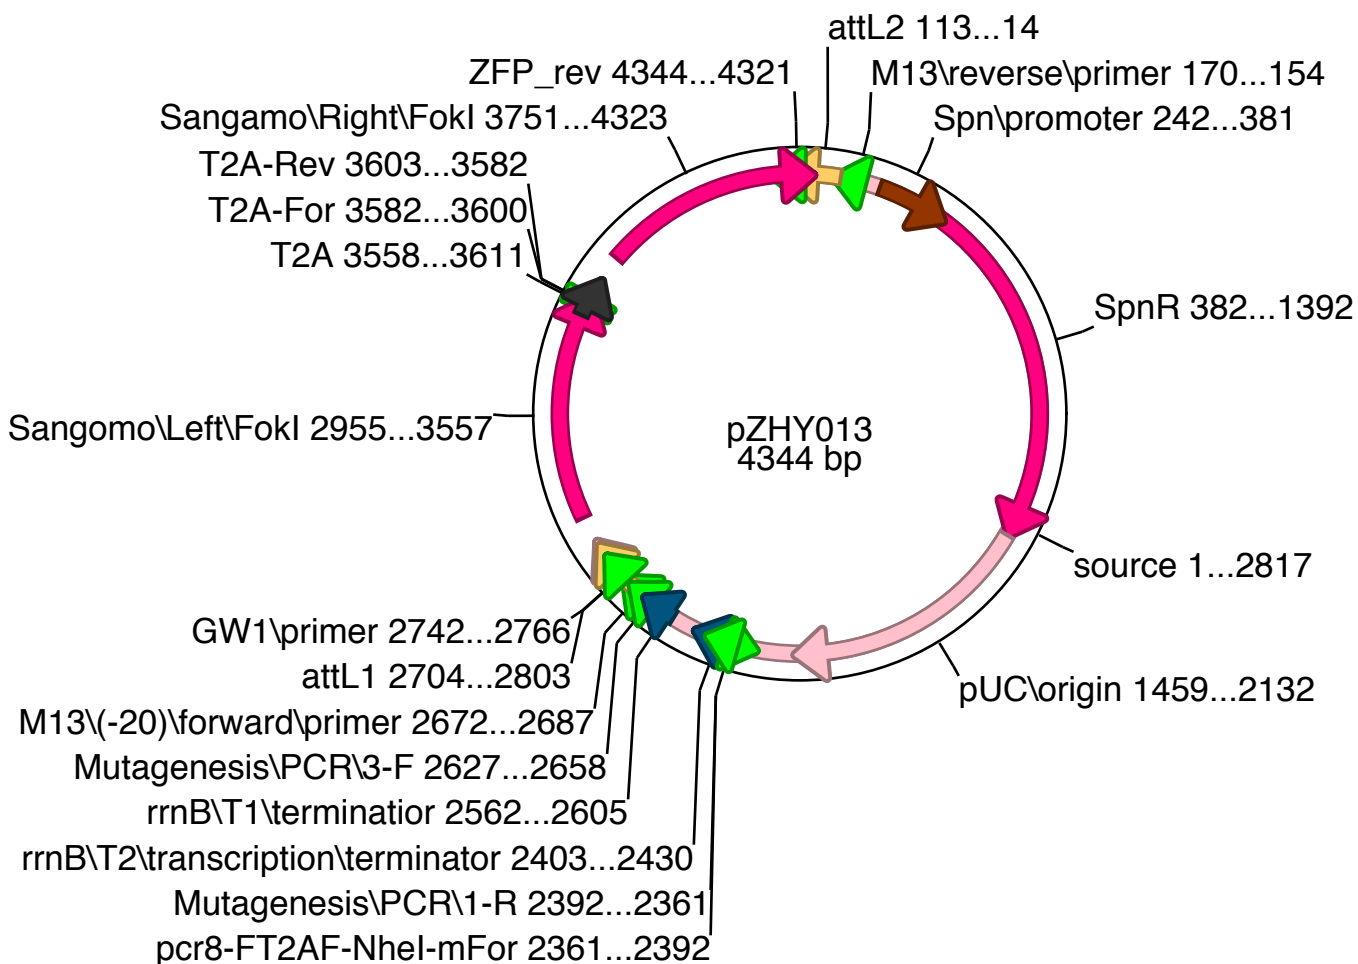 attL2 113...14
ZFP_rev 4344...4321
M13\reverse\primer 170...154
Sangamo\Right\FokI 3751...4323
Spn\promoter 242...381
T2A-Rev 3603...3582
T2A-For 3582...3600
T2A 3558...3611
SpnR 382...1392
Sangomo\Left\FokI 2955...3557
pZHY013
4344 bp
source 1...2817
GW1\primer 2742...2766
attL1 2704...2803
pUC\origin 1459...2132
M13\(-20)\forward\primer 2672...2687
Mutagenesis\PCR\3-F 2627...2658
rrnB\T1\terminatior 2562...2605
rrnB\T2\transcription\terminator 2403...2430
Mutagenesis\PCR\1-R 2392...2361
pcr8-FT2AF-NheI-mFor 2361...2392